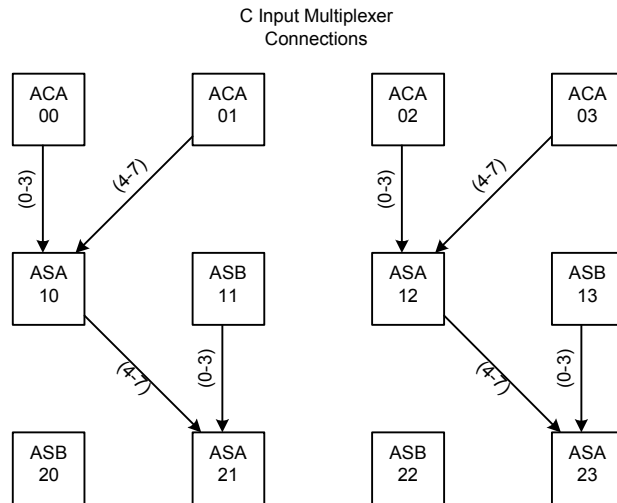 C Input Multiplexer
Connections
ACA
00
ACA
01
ACA
02
ACA
03
(0-3)
(4-7)
(0-3)
(4-7)
ASA
10
ASB
11
ASA
12
ASB
13
(4-7)
(0-3)
(4-7)
(0-3)
ASB
20
ASA
21
ASB
22
ASA
23